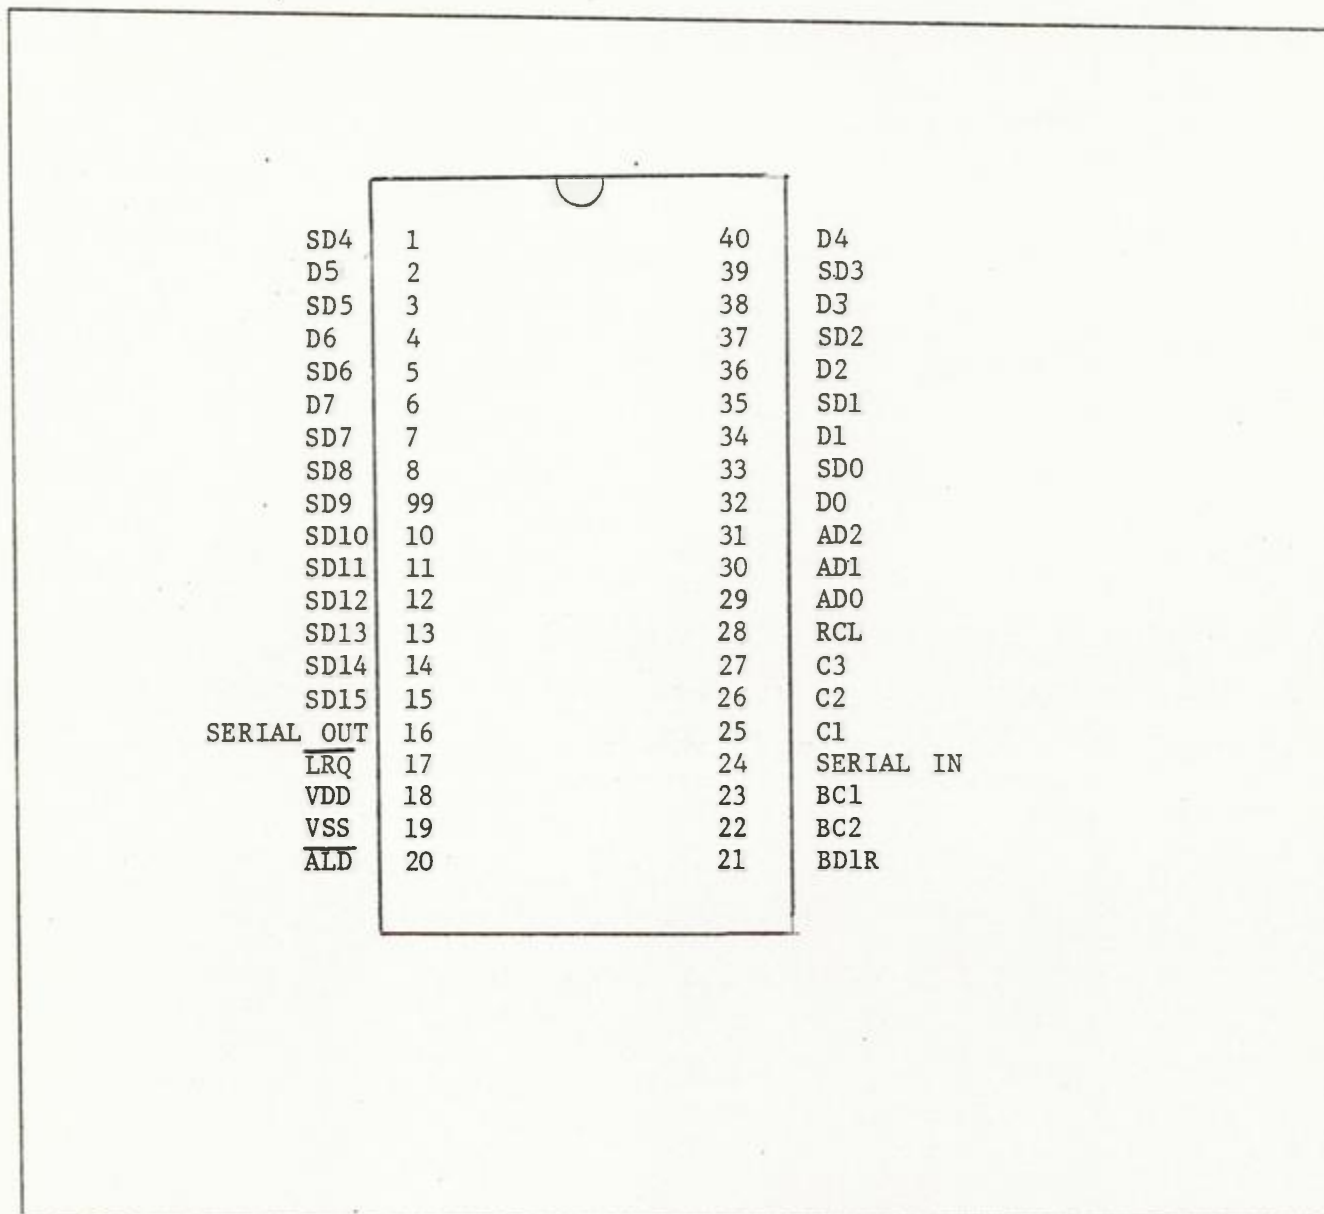 SD4 1 40 D4
D5 2 39 SD3
SD5 3 38 D3
D6 4 37 SD2
SD6 5 36 D2
D7 6 35 SD1
SD7 7 34 D1
SD8 8 33 SD0
SD9 99 32 D0
SD10 10 31 AD2
SD11 11 30 AD1
SD12 12 29 AD0
SD13 13 28 RCL
SD14 14 27 C3
SD15 15 26 C2
SERIAL OUT 16 25 C1
L̅R̅Q̅ 17 24 SERIAL IN
VDD 18 23 BC1
VSS 19 22 BC2
A̅L̅D̅ 20 21 BD1R